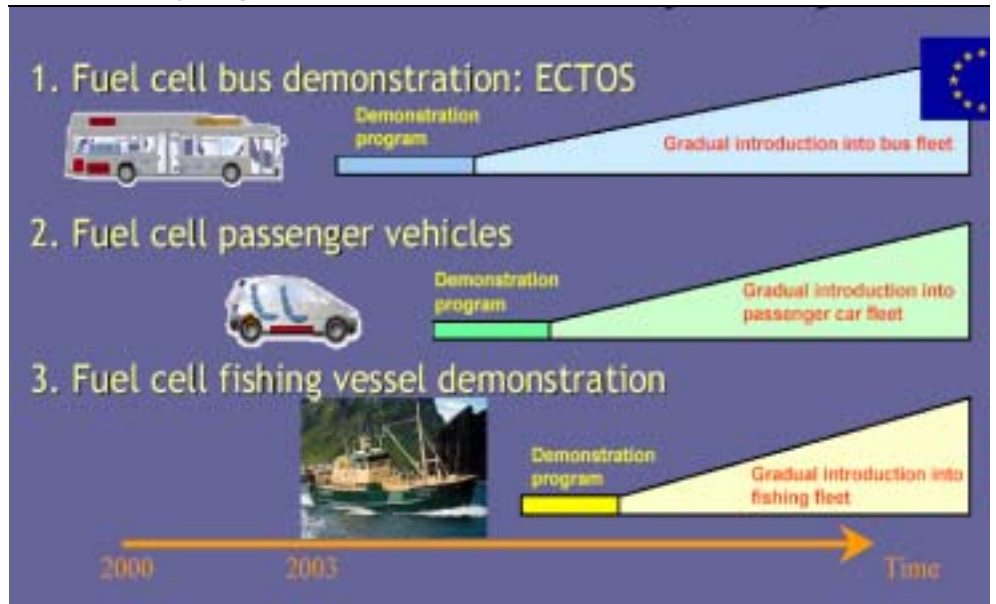 1. Fuel cell bus demonstration: ECTOS
Demonstration
program
Gradual introduction into bus fleet
2. Fuel cell passenger vehicles
Demonstration
program
Gradual introduction into
passenger car fleet
3. Fuel cell fishing vessel demonstration
Demonstration
program
Gradual introduction into
fishing fleet
2000
2003
Time